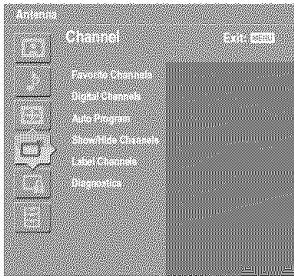 Antenna
Channel
Exit: MENU
Favorite Channels
Digital Channels
Auto Program
Show/Hide Channels
Label Channels
Diagnostics